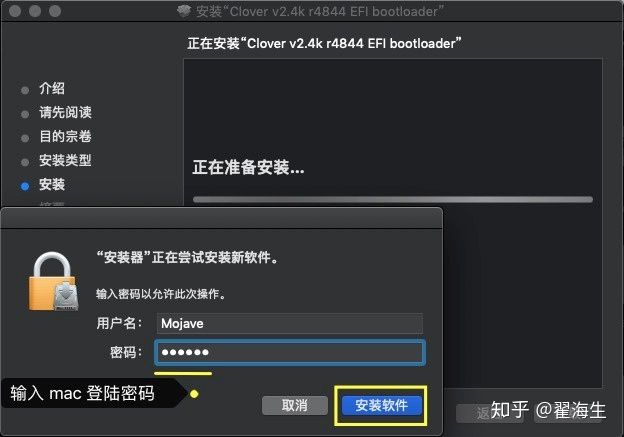 安装“Clover v2.4k r4844 EFI bootloader”
正在安装“Clover v2.4k r4844 EFI bootloader”
介绍
请先阅读
目的宗卷
安装类型
安装
正在准备安装...
“安装器”正在尝试安装新软件。
输入密码以允许此次操作。
用户名：
Mojave
密码：
••••••
输入 mac 登陆密码
取消
安装软件
知乎 @翟海生